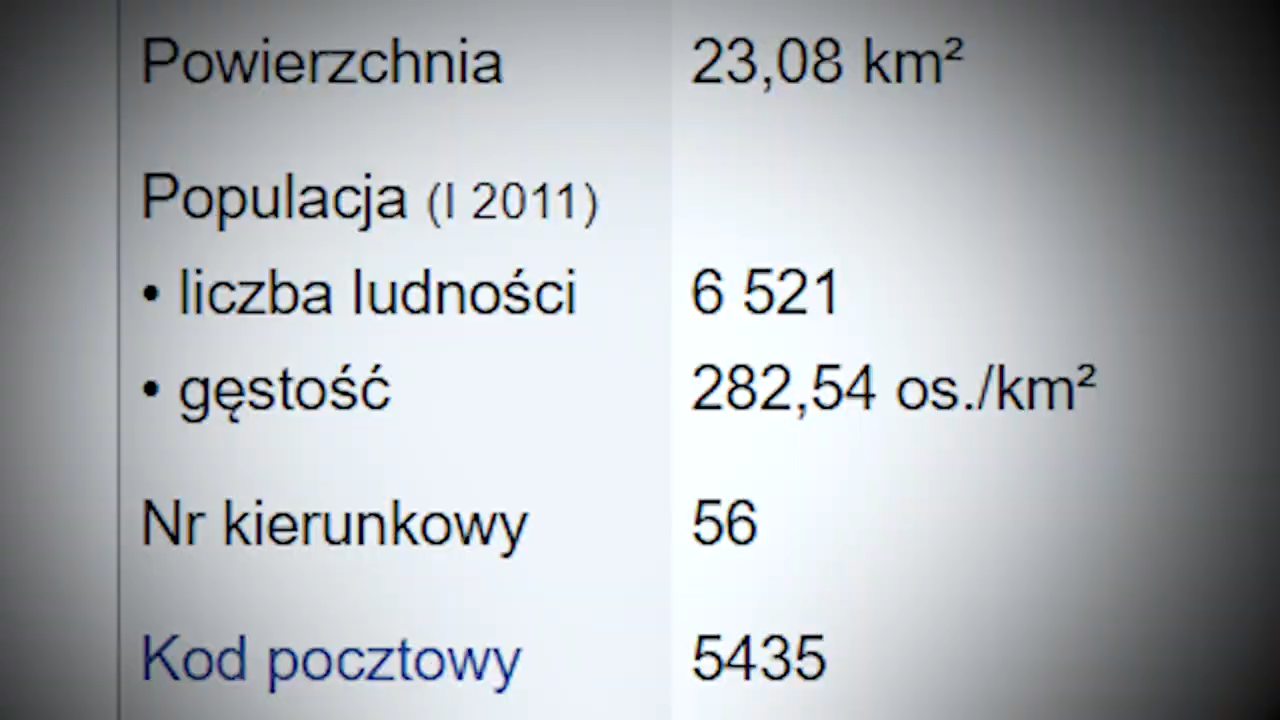 Powierzchnia 23,08 km²
Populacja (I 2011)
• liczba ludności 6 521
• gęstość 282,54 os./km²
Nr kierunkowy 56
Kod pocztowy 5435